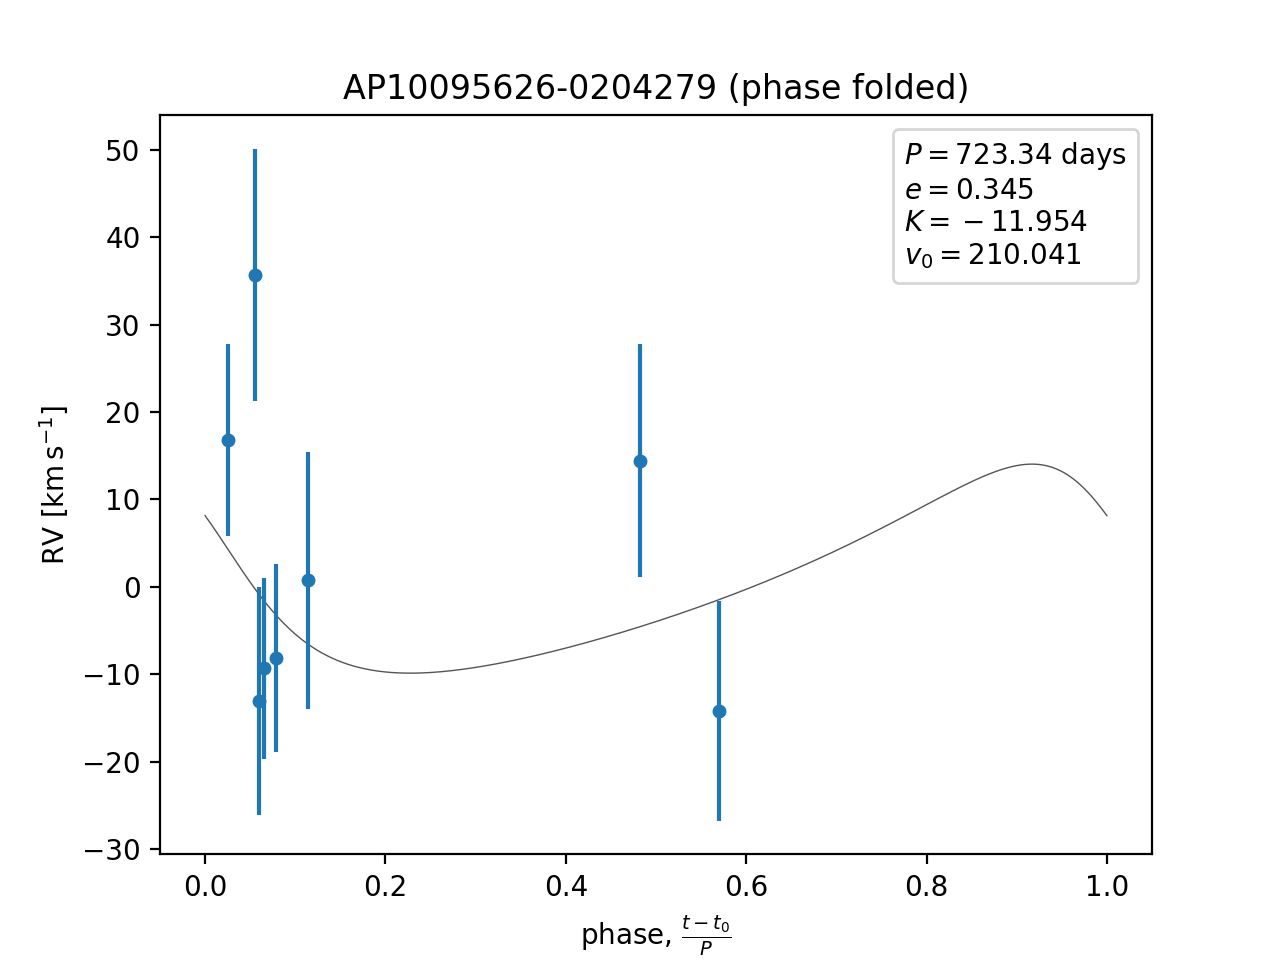 AP10095626-0204279 (phase folded)
P = 723.34 days
e = 0.345
K = −11.954
v₀ = 210.041
50
40
30
20
10
0
−10
−20
−30
RV [km s⁻¹]
0.0 0.2 0.4 0.6 0.8 1.0
phase, (t − t₀)/P